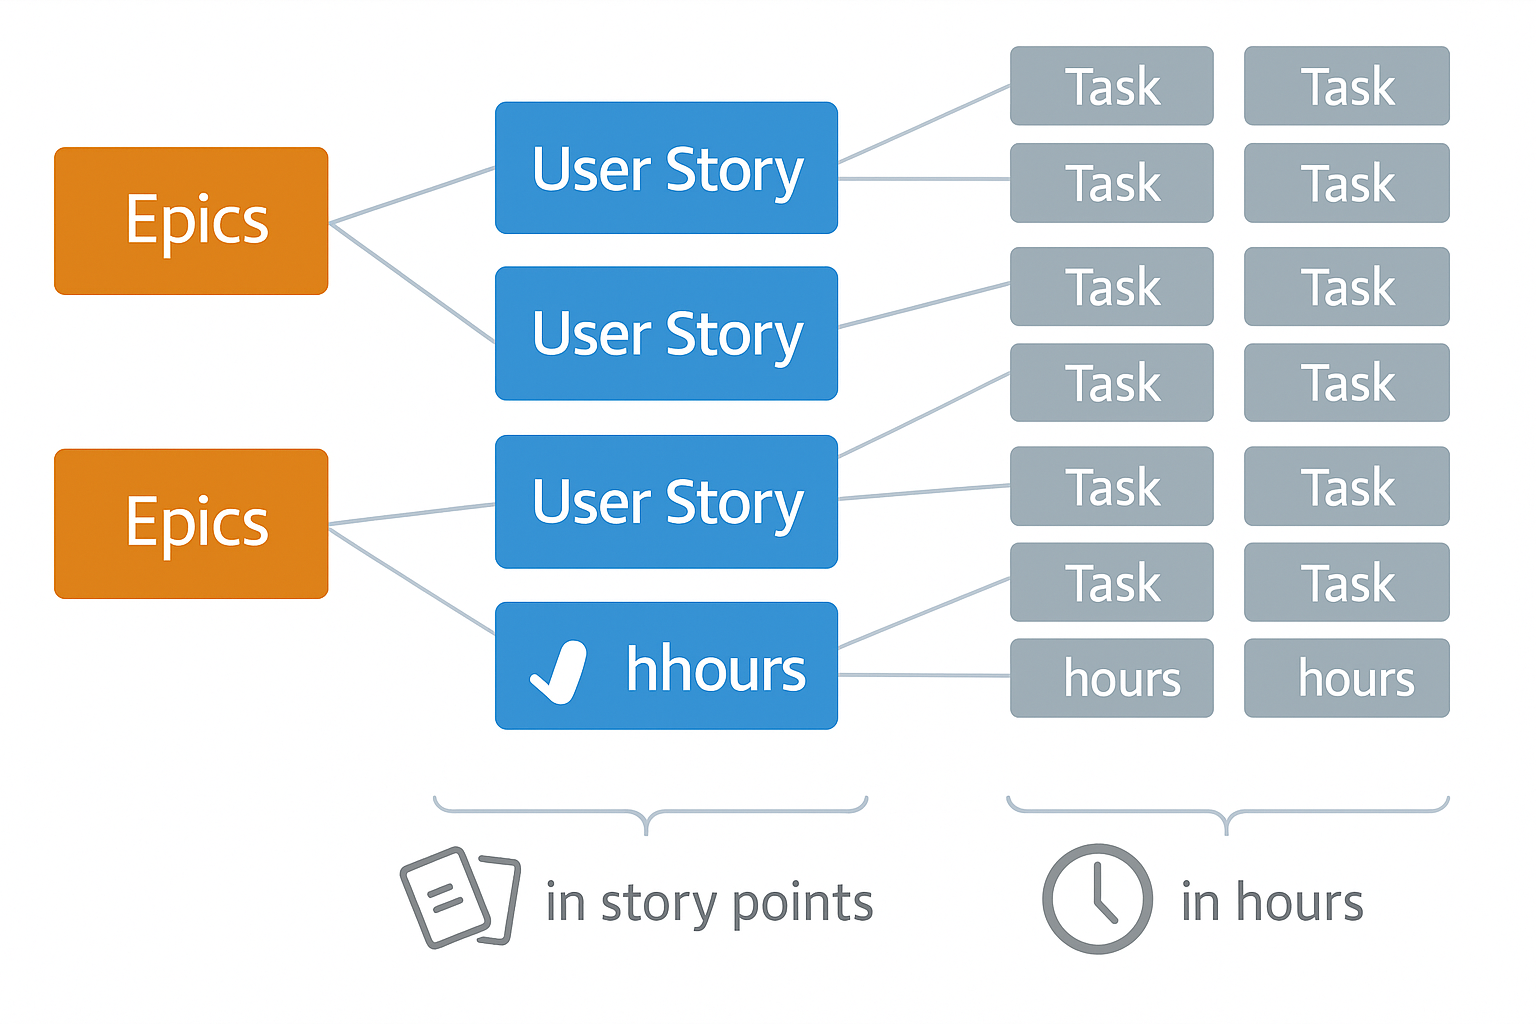 Epics
Epics
User Story
User Story
User Story
hhours
Task Task
Task Task
Task Task
Task Task
Task Task
Task Task
hours hours
in story points
in hours